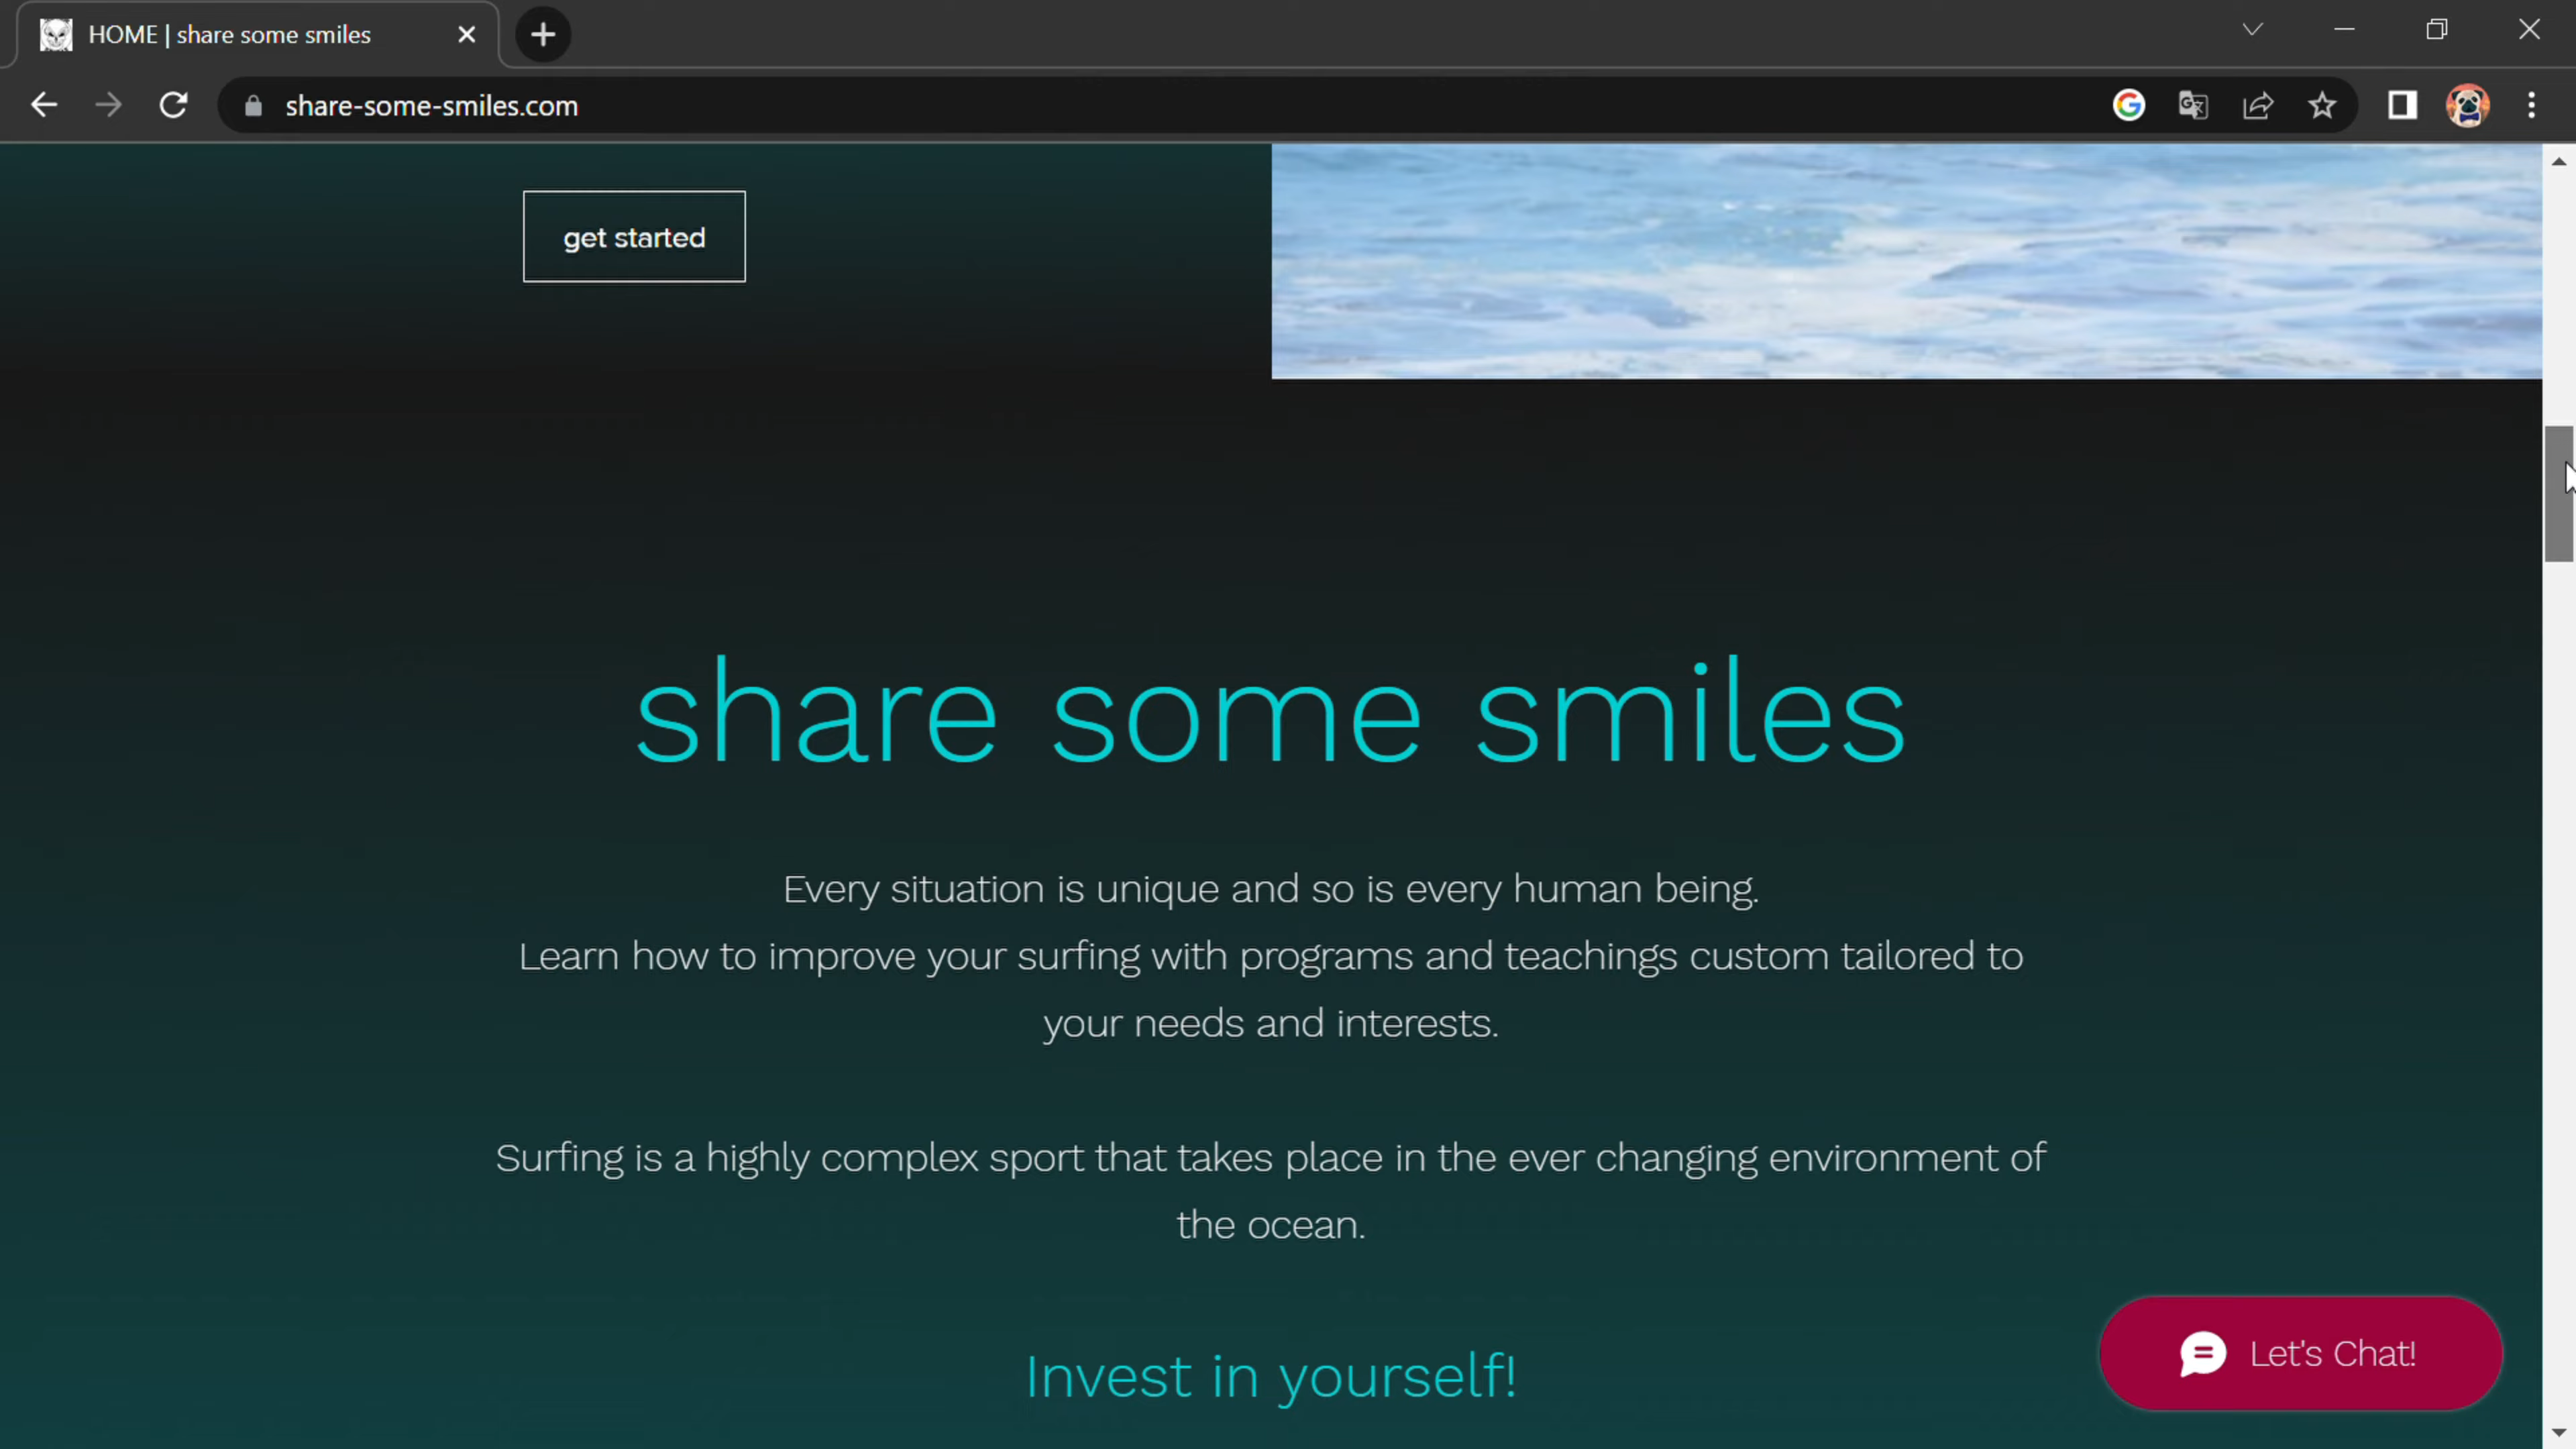 HOME | share some smiles
share-some-smiles.com
get started
share some smiles
Every situation is unique and so is every human being.
Learn how to improve your surfing with programs and teachings custom tailored to
your needs and interests.
Surfing is a highly complex sport that takes place in the ever changing environment of
the ocean.
Invest in yourself!
Let's Chat!